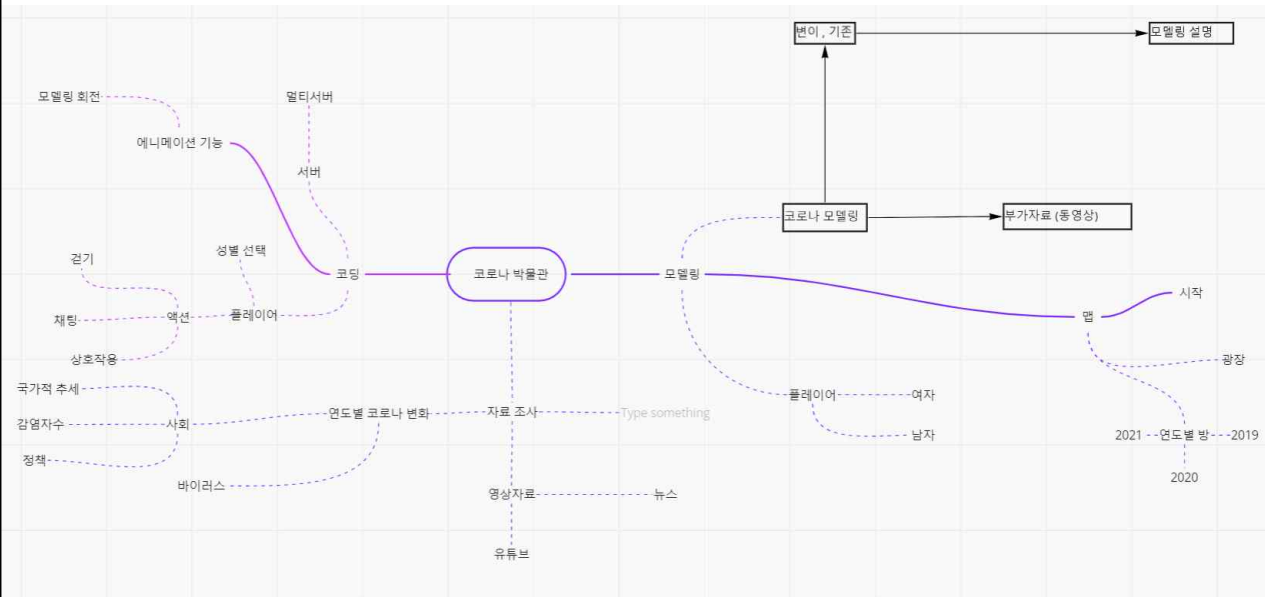 변이 , 기존
모델링 설명
모델링 회전
멀티서버
에니메이션 기능
서버
코로나 모델링
부가자료 (동영상)
걷기
성별 선택
코딩
코로나 박물관
모델링
시작
채팅
액션
플레이어
맵
상호작용
광장
국가적 추세
플레이어
여자
감염자수
사회
연도별 코로나 변화
자료 조사
Type something
남자
2021
연도별 방
2019
정책
바이러스
영상자료
뉴스
2020
유튜브